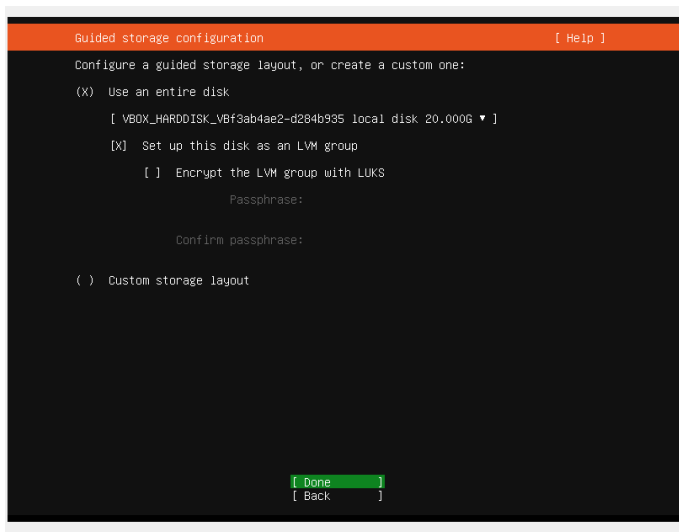 Guided storage configuration [ Help ]
Configure a guided storage layout, or create a custom one:
(X) Use an entire disk
[ VBOX_HARDDISK_VBf3ab4ae2-d284b935 local disk 20.000G ▾ ]
[X] Set up this disk as an LVM group
[ ] Encrypt the LVM group with LUKS
Passphrase:
Confirm passphrase:
( ) Custom storage layout
[ Done ]
[ Back ]